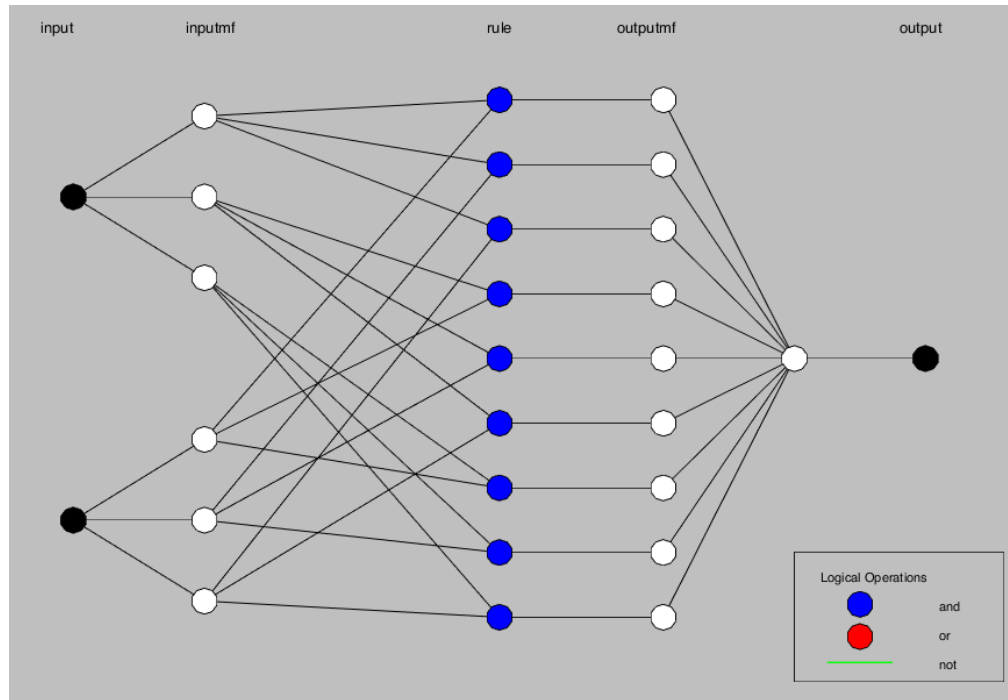 input
inputmf
rule
outputmf
output
Logical Operations
and
or
not